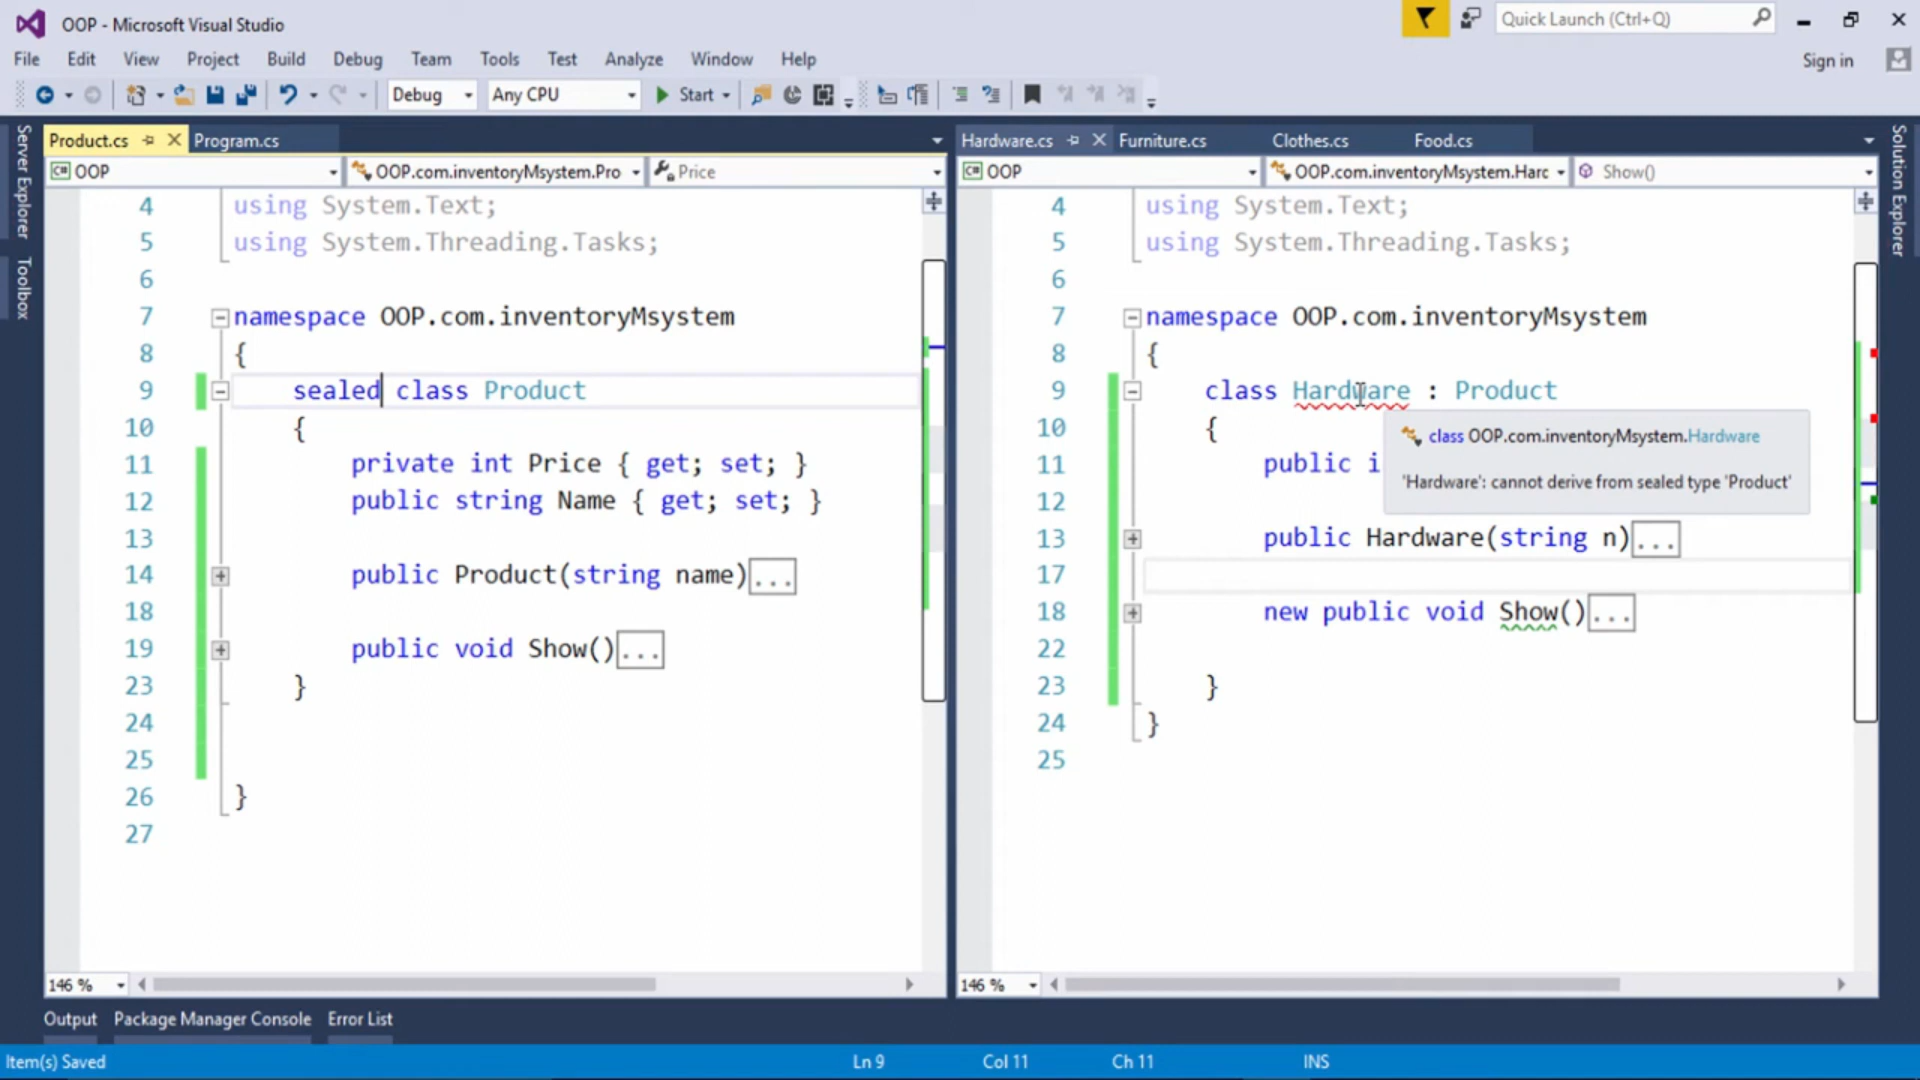 OOP - Microsoft Visual Studio
Quick Launch (Ctrl+Q)
File Edit View Project Build Debug Team Tools Test Analyze Window Help
Sign in
Debug Any CPU Start
Server Explorer
Toolbox
Product.cs Program.cs
OOP OOP.com.inventoryMsystem.Pro Price
4 using System.Text;
5 using System.Threading.Tasks;
6
7 namespace OOP.com.inventoryMsystem
8 {
9 sealed class Product
10 {
11 private int Price { get; set; }
12 public string Name { get; set; }
13
14 public Product(string name)...
18
19 public void Show()...
23 }
24
25
26 }
27
146 %
Hardware.cs Furniture.cs Clothes.cs Food.cs
OOP OOP.com.inventoryMsystem.Harc Show()
4 using System.Text;
5 using System.Threading.Tasks;
6
7 namespace OOP.com.inventoryMsystem
8 {
9 class Hardware : Product
10 {
class OOP.com.inventoryMsystem.Hardware
11 public i
'Hardware': cannot derive from sealed type 'Product'
12
13 public Hardware(string n)...
17
18 new public void Show()...
22
23 }
24 }
25
146 %
Solution Explorer
Output Package Manager Console Error List
Item(s) Saved Ln 9 Col 11 Ch 11 INS